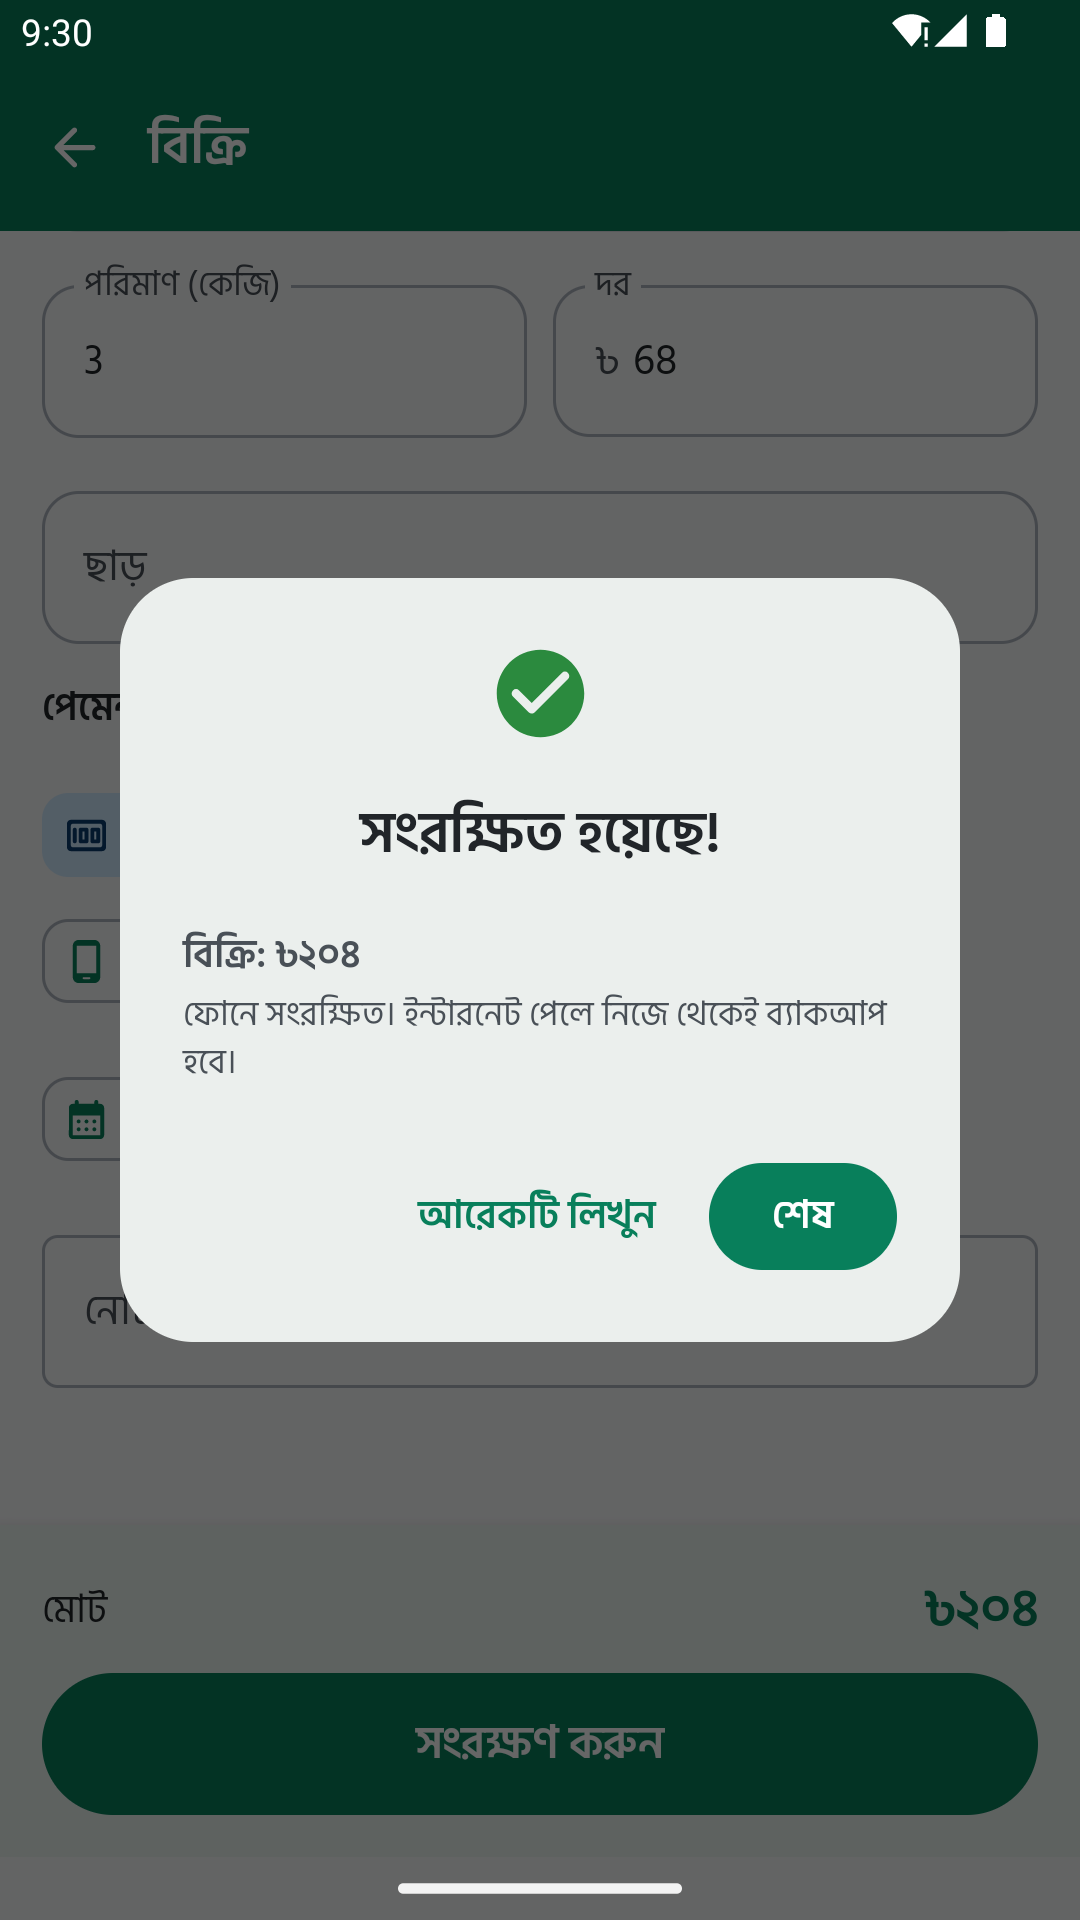 9:30
বিক্রি
পরিমাণ (কেজি)
দর
3
৳ 68
ছাড়
সংরক্ষিত হয়েছে!
বিক্রি: ৳২০৪
ফোনে সংরক্ষিত। ইন্টারনেট পেলে নিজে থেকেই ব্যাকআপ
হবে।
আরেকটি লিখুন
শেষ
মোট
৳২০৪
সংরক্ষণ করুন